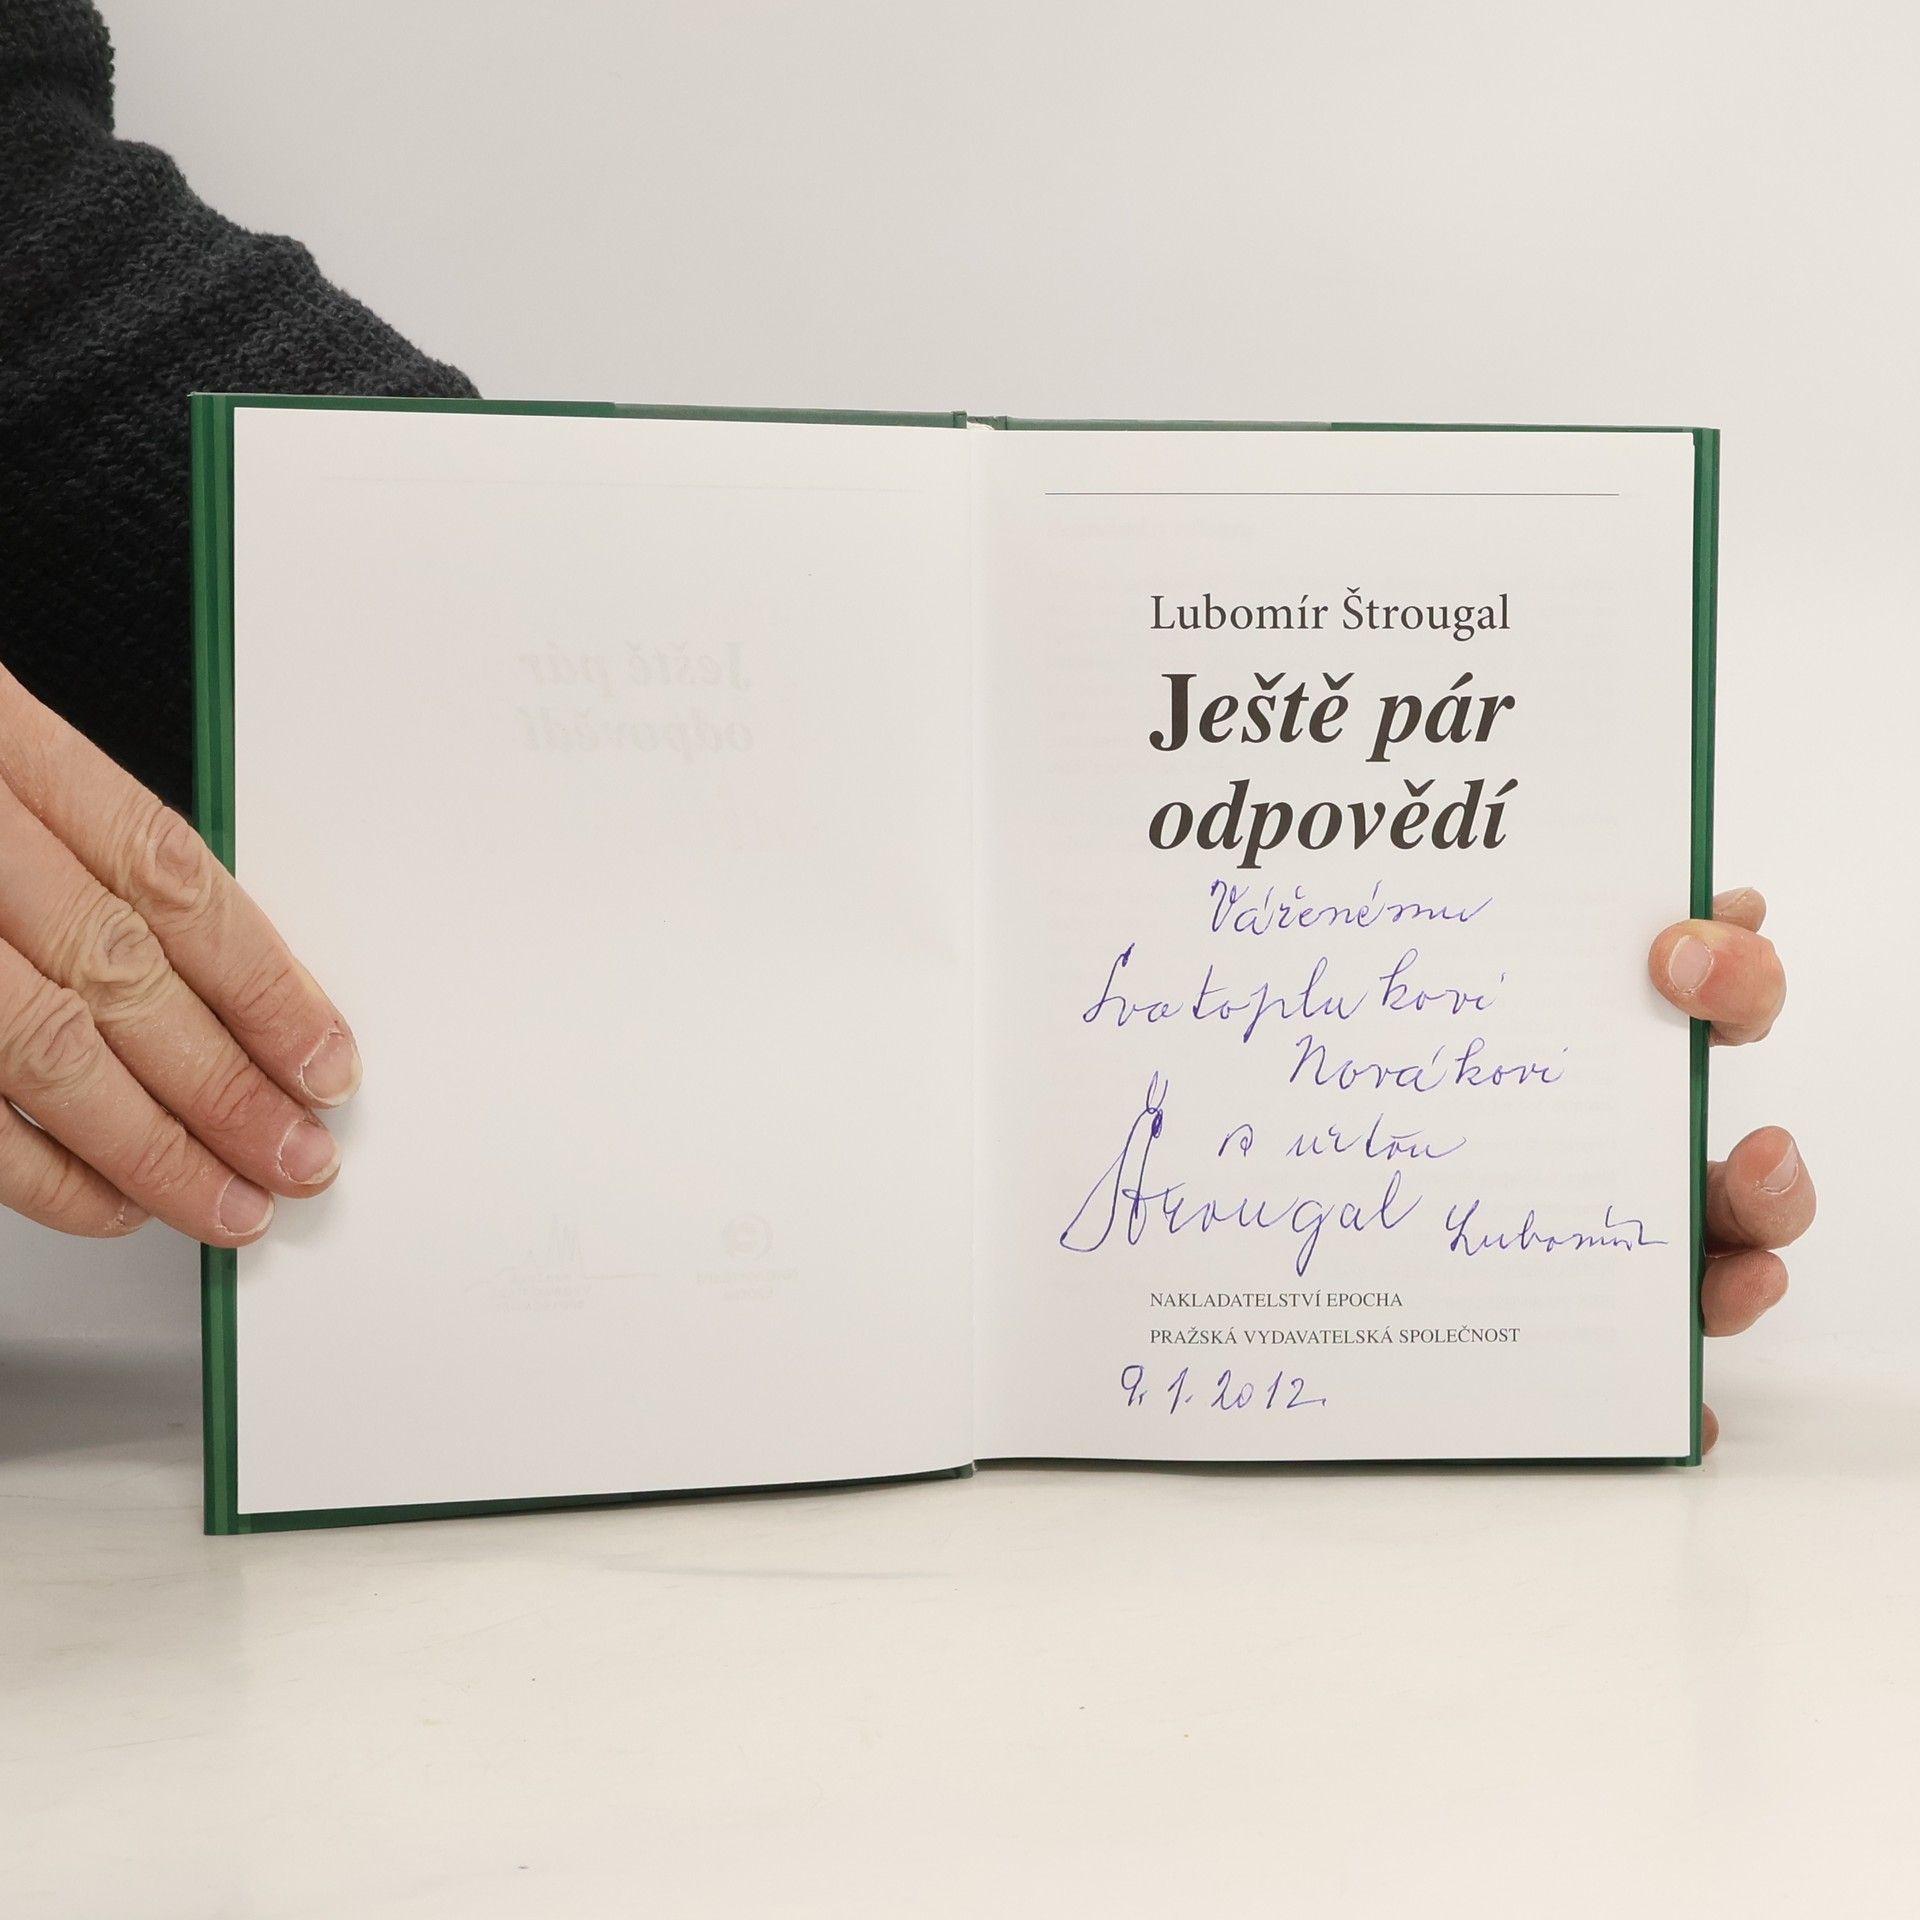 Lubomír Štrougal
Ještě pár
odpovědí
Váženému
Svatoplukovi
Novákovi
s úctou
Štrougal Lubomír
NAKLADATELSTVÍ EPOCHA
PRAŽSKÁ VYDAVATELSKÁ SPOLEČNOST
9. 1. 2012.